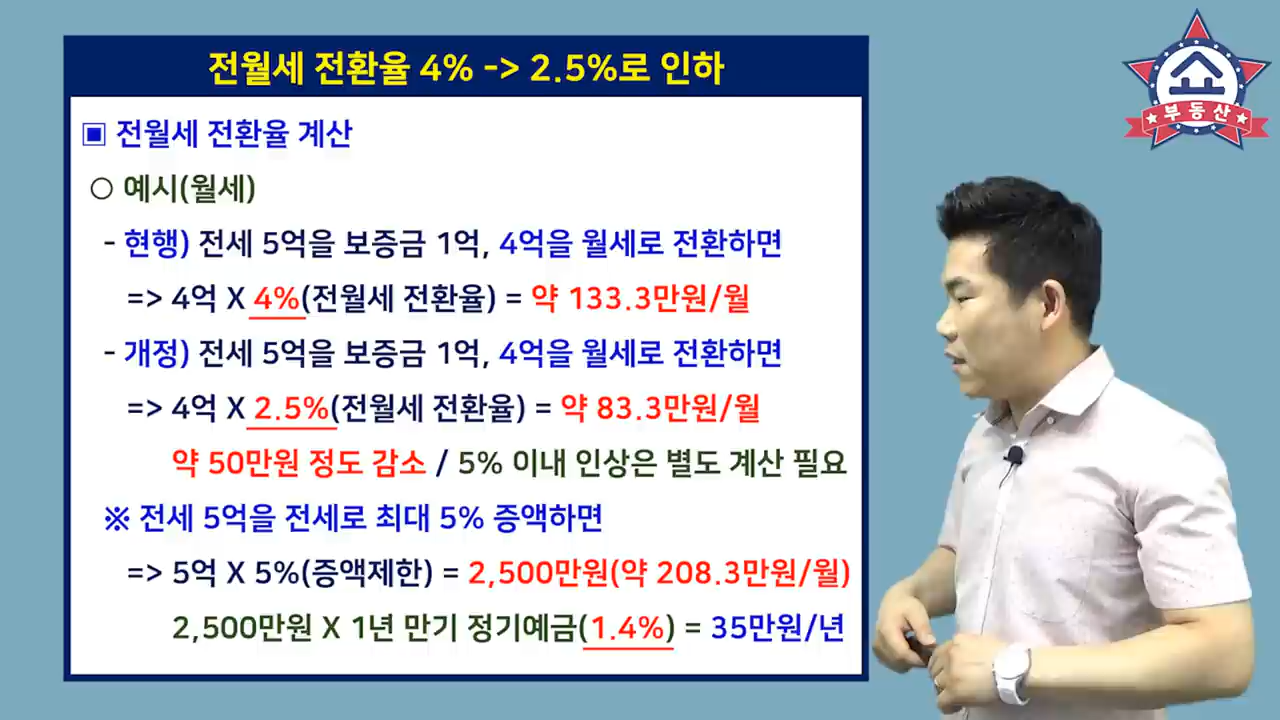 전월세 전환율 4% -> 2.5%로 인하
▣ 전월세 전환율 계산
○ 예시(월세)
- 현행) 전세 5억을 보증금 1억, 4억을 월세로 전환하면
=> 4억 X 4%(전월세 전환율) = 약 133.3만원/월
- 개정) 전세 5억을 보증금 1억, 4억을 월세로 전환하면
=> 4억 X 2.5%(전월세 전환율) = 약 83.3만원/월
약 50만원 정도 감소 / 5% 이내 인상은 별도 계산 필요
※ 전세 5억을 전세로 최대 5% 증액하면
=> 5억 X 5%(증액제한) = 2,500만원(약 208.3만원/월)
2,500만원 X 1년 만기 정기예금(1.4%) = 35만원/년
쇼
부동산